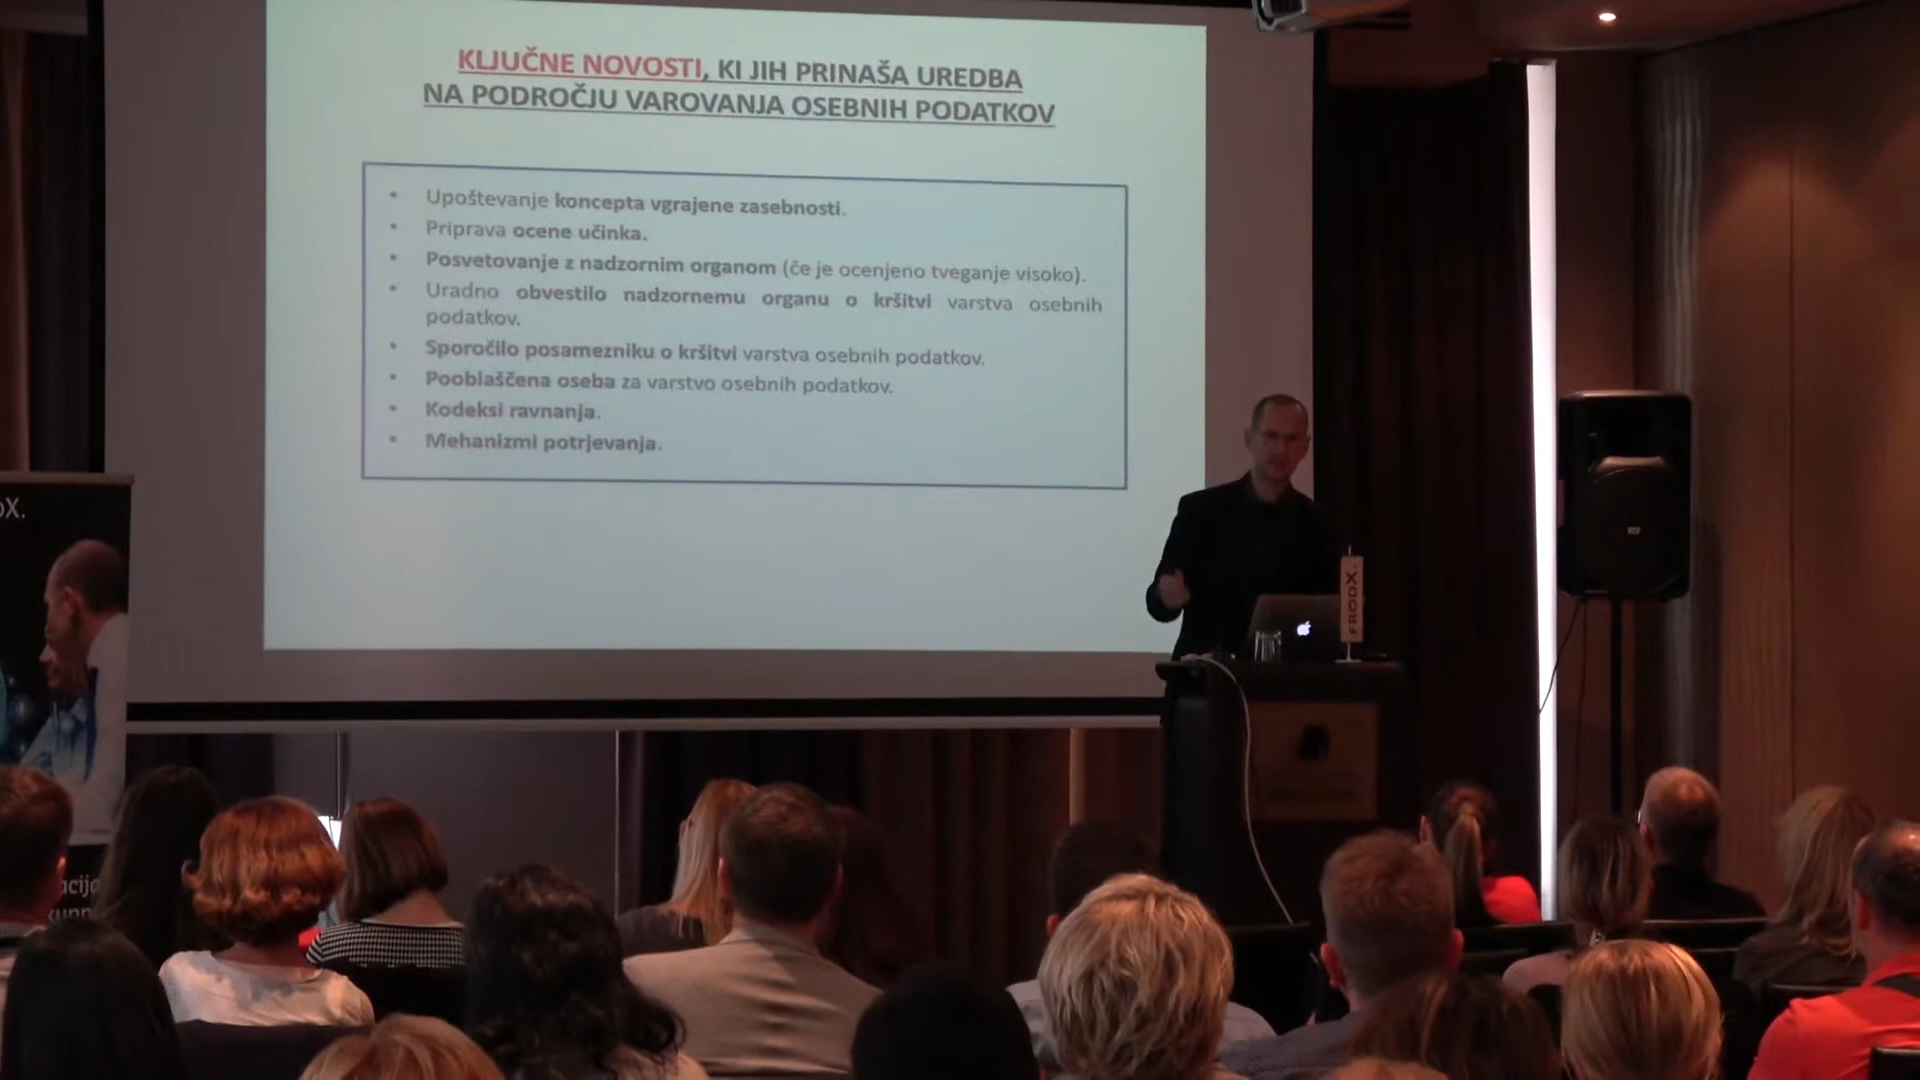 KLJUČNE NOVOSTI, KI JIH PRINAŠA UREDBA
NA PODROČJU VAROVANJA OSEBNIH PODATKOV
• Upoštevanje koncepta vgrajene zasebnosti.
• Priprava ocene učinka.
• Posvetovanje z nadzornim organom (če je ocenjeno tveganje visoko).
• Uradno obvestilo nadzornemu organu o kršitvi varstva osebnih
podatkov.
• Sporočilo posamezniku o kršitvi varstva osebnih podatkov.
• Pooblaščena oseba za varstvo osebnih podatkov.
• Kodeksi ravnanja.
• Mehanizmi potrjevanja.
FRODX.